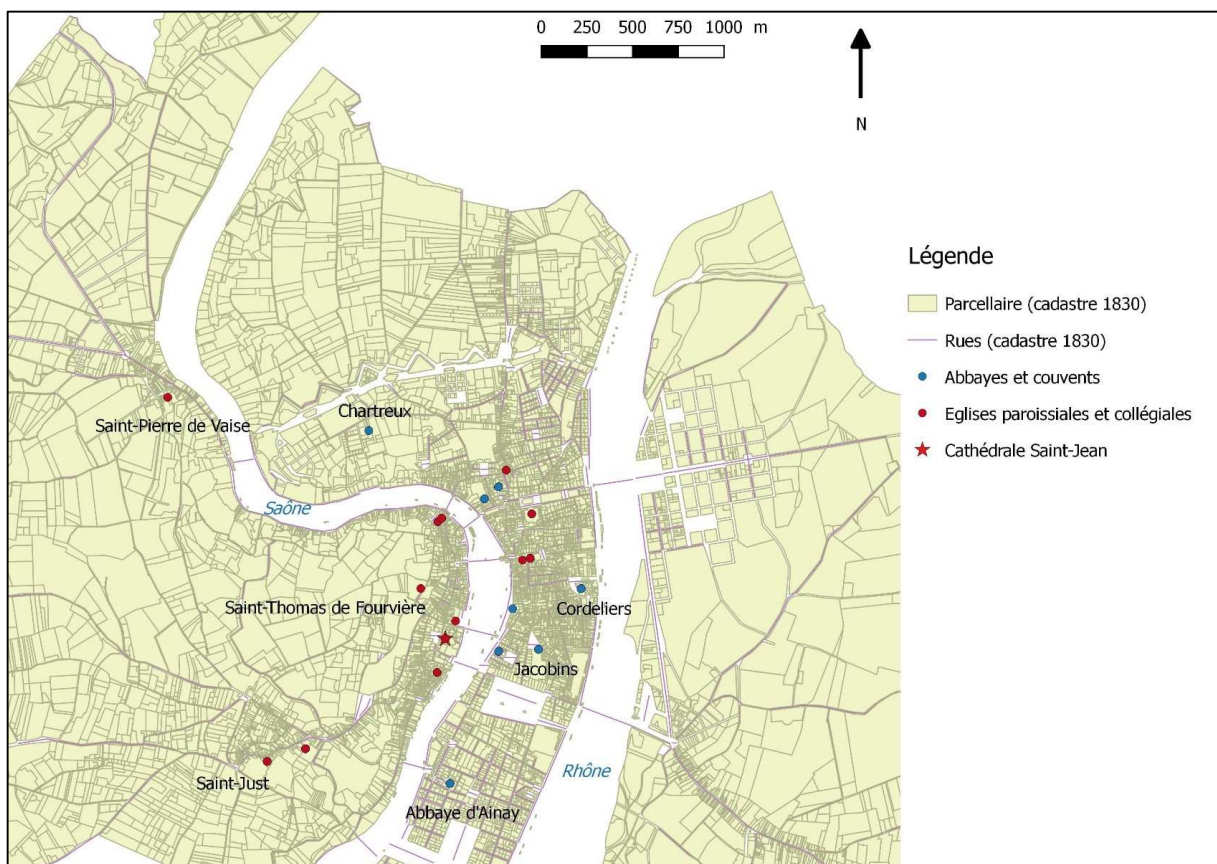 0 250 500 750 1000 m
N
Légende
Parcellaire (cadastre 1830)
Rues (cadastre 1830)
Abbayes et couvents
Eglises paroissiales et collégiales
Cathédrale Saint-Jean
Chartreux
Saint-Pierre de Vaise
Saône
Saint-Thomas de Fourvière
Cordeliers
Jacobins
Rhône
Saint-Just
Abbaye d'Ainay